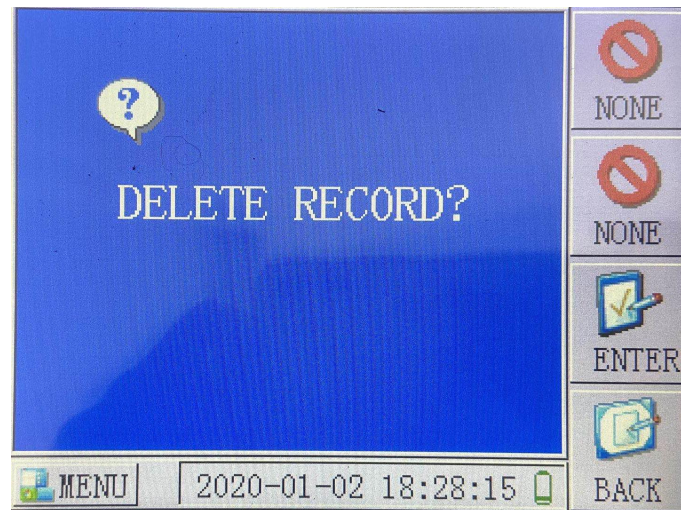 ?
DELETE RECORD?
NONE
NONE
ENTER
BACK
MENU
2020-01-02 18:28:15